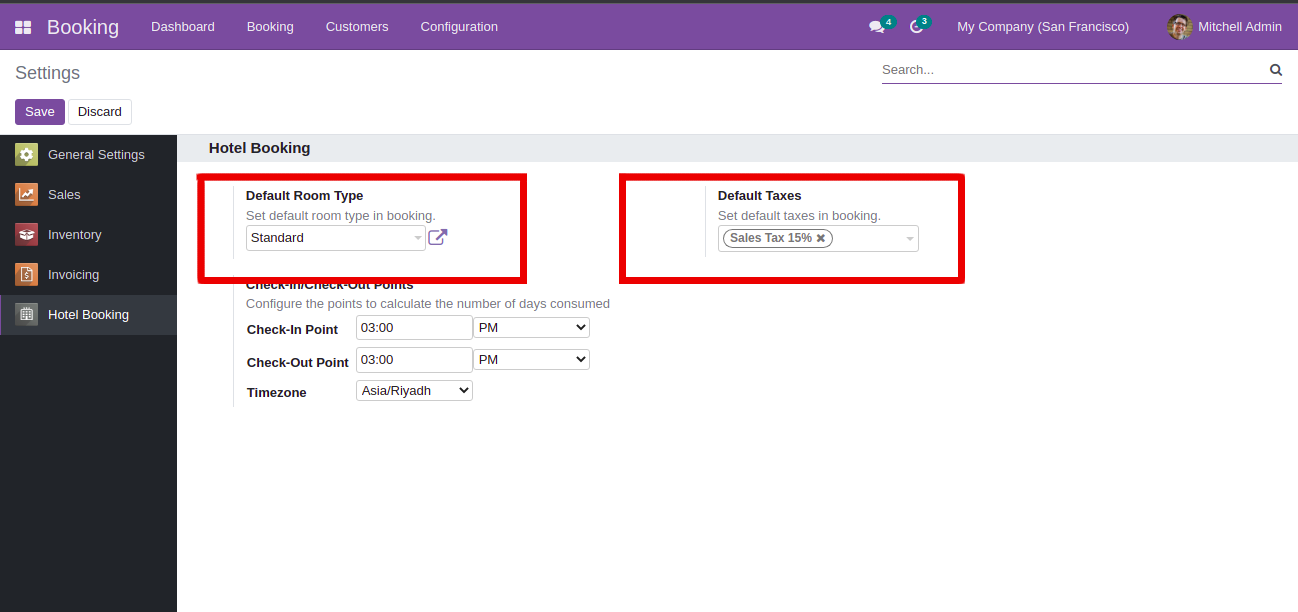 Booking Dashboard Booking Customers Configuration 4 3 My Company (San Francisco) Mitchell Admin
Settings Search...
Save Discard
General Settings
Sales
Inventory
Invoicing
Hotel Booking
Hotel Booking
Default Room Type
Set default room type in booking.
Standard
Default Taxes
Set default taxes in booking.
Sales Tax 15% ✖
Check-In/Check-Out Points
Configure the points to calculate the number of days consumed
Check-In Point 03:00 PM
Check-Out Point 03:00 PM
Timezone Asia/Riyadh